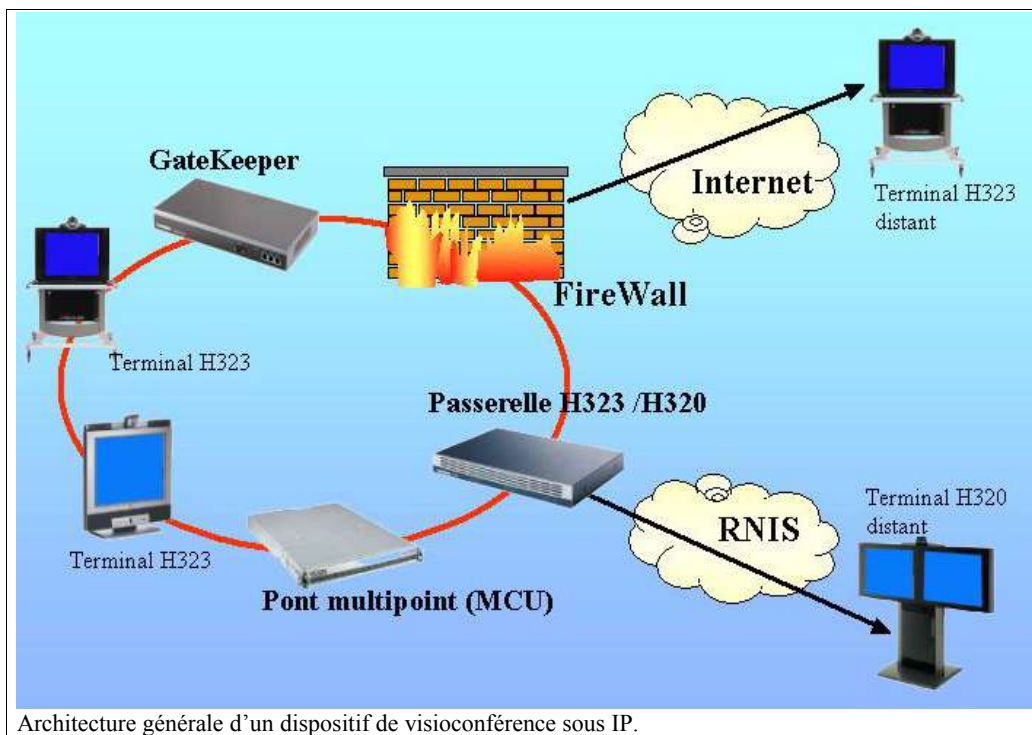 GateKeeper
Internet
Terminal H323
distant
FireWall
Terminal H323
Passerelle H323 /H320
Terminal H320
distant
RNIS
Terminal H323
Pont multipoint (MCU)
Architecture générale d'un dispositif de visioconférence sous IP.